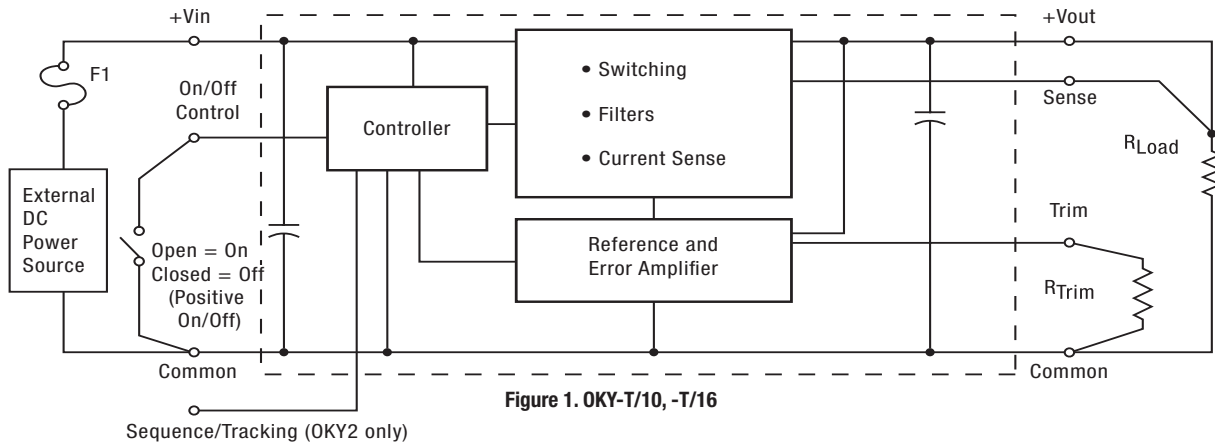 +Vin
+Vout
F1
On/Off
Control
• Switching
• Filters
• Current Sense
Controller
Sense
RLoad
External
DC
Power
Source
Open = On
Closed = Off
(Positive
On/Off)
Reference and
Error Amplifier
Trim
RTrim
Common
Common
Figure 1. OKY-T/10, -T/16
Sequence/Tracking (OKY2 only)